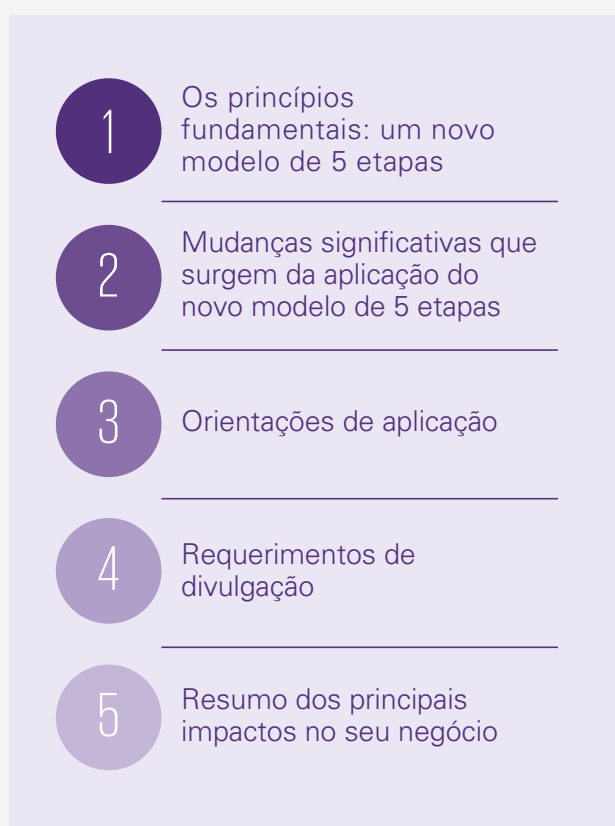 1
Os princípios
fundamentais: um novo
modelo de 5 etapas
2
Mudanças significativas que
surgem da aplicação do
novo modelo de 5 etapas
3
Orientações de aplicação
4
Requerimentos de
divulgação
5
Resumo dos principais
impactos no seu negócio